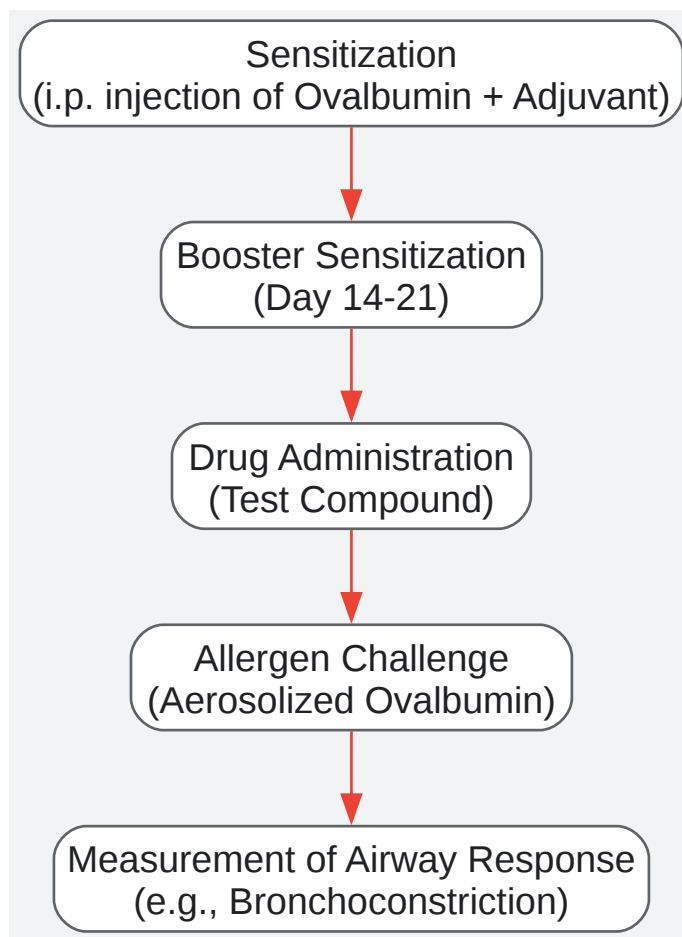 Sensitization
(i.p. injection of Ovalbumin + Adjuvant)
Booster Sensitization
(Day 14-21)
Drug Administration
(Test Compound)
Allergen Challenge
(Aerosolized Ovalbumin)
Measurement of Airway Response
(e.g., Bronchoconstriction)